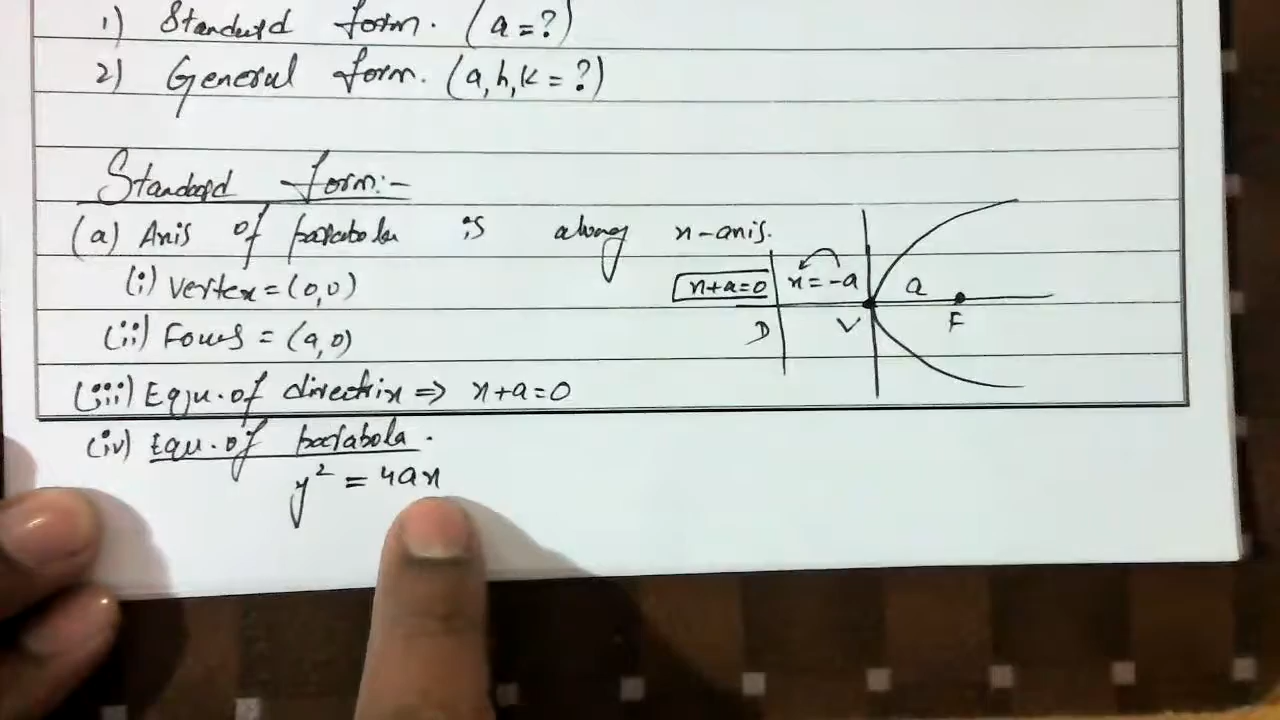 1) Standard form. (a=?)
2) General form. (a,h,k=?)
Standard form:-
(a) Axis of parabola is along x-axis.
(i) Vertex=(0,0)
(ii) Focus = (a,0)
(iii) Equ. of directrix => x+a=0
(iv) Equ. of parabola.
y² = 4ax
x+a=0 x=-a a
D V F